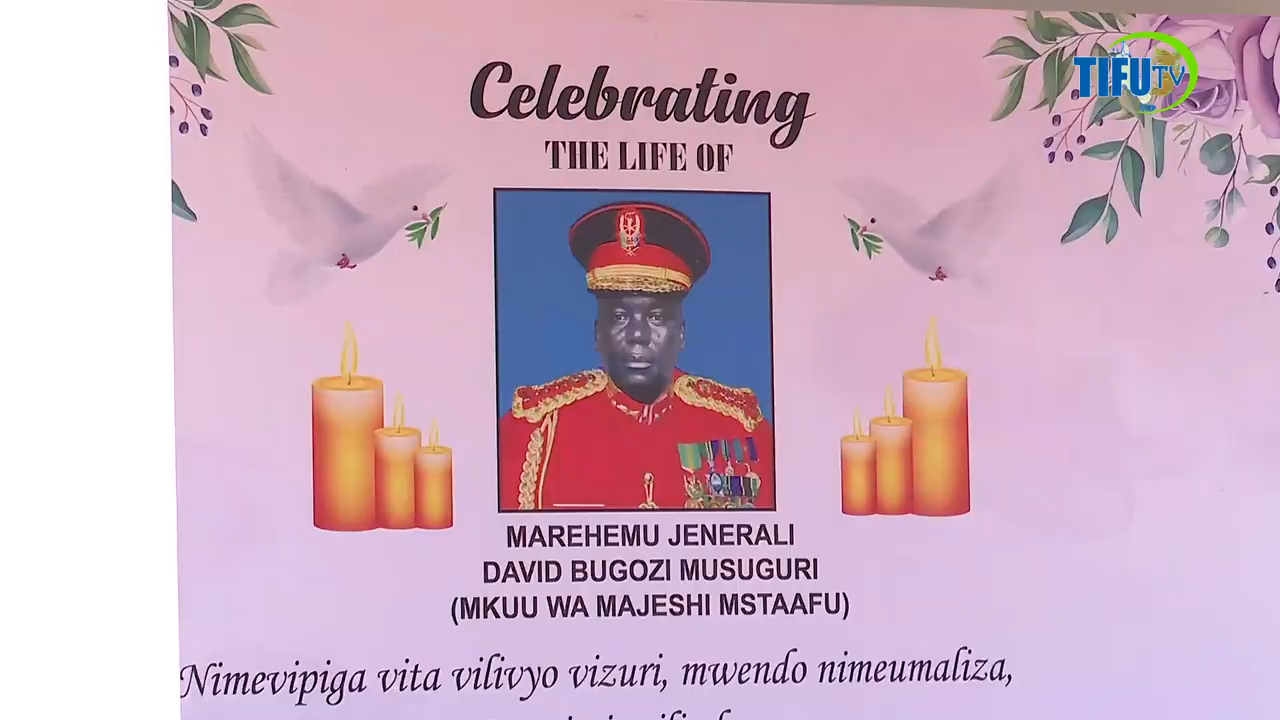 TIFU TV
Celebrating
THE LIFE OF
MAREHEMU JENERALI
DAVID BUGOZI MUSUGURI
(MKUU WA MAJESHI MSTAAFU)
Nimevipiga vita vilivyo vizuri, mwendo nimeumaliza,